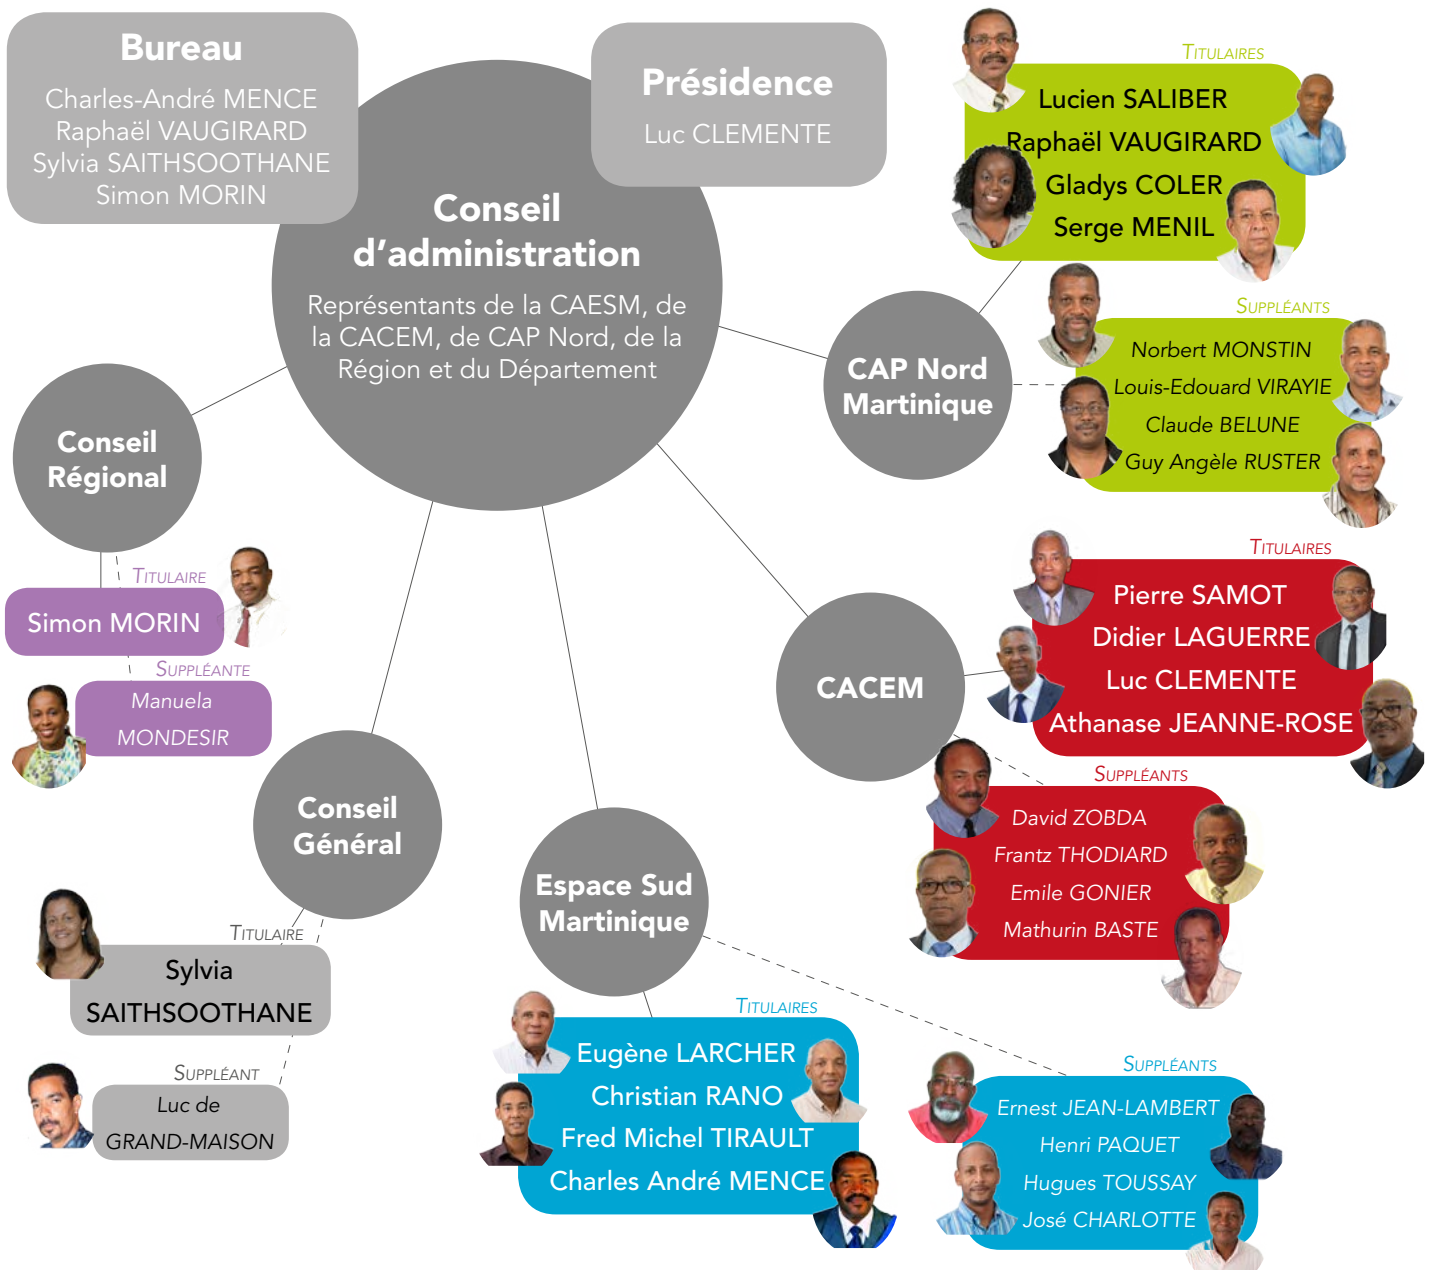 Bureau
Charles-André MENCE
Raphaël VAUGIRARD
Sylvia SAITHSOOTHANE
Simon MORIN
Présidence
Luc CLEMENTE
Conseil
d'administration
Représentants de la CAESM, de
la CACEM, de CAP Nord, de la
Région et du Département
TITULAIRES
Lucien SALIBER
Raphaël VAUGIRARD
Gladys COLER
Serge MENIL
SUPPLÉANTS
Norbert MONSTIN
Louis-Edouard VIRAYIE
Claude BELUNE
Guy Angèle RUSTER
CAP Nord
Martinique
Conseil
Régional
TITULAIRE
Simon MORIN
SUPPLÉANTE
Manuela
MONDESIR
CACEM
TITULAIRES
Pierre SAMOT
Didier LAGUERRE
Luc CLEMENTE
Athanase JEANNE-ROSE
SUPPLÉANTS
David ZOBDA
Frantz THODIARD
Emile GONIER
Mathurin BASTE
Conseil
Général
TITULAIRE
Sylvia
SAITHSOOTHANE
SUPPLÉANT
Luc de
GRAND-MAISON
Espace Sud
Martinique
TITULAIRES
Eugène LARCHER
Christian RANO
Fred Michel TIRAULT
Charles André MENCE
SUPPLÉANTS
Ernest JEAN-LAMBERT
Henri PAQUET
Hugues TOUSSAY
José CHARLOTTE